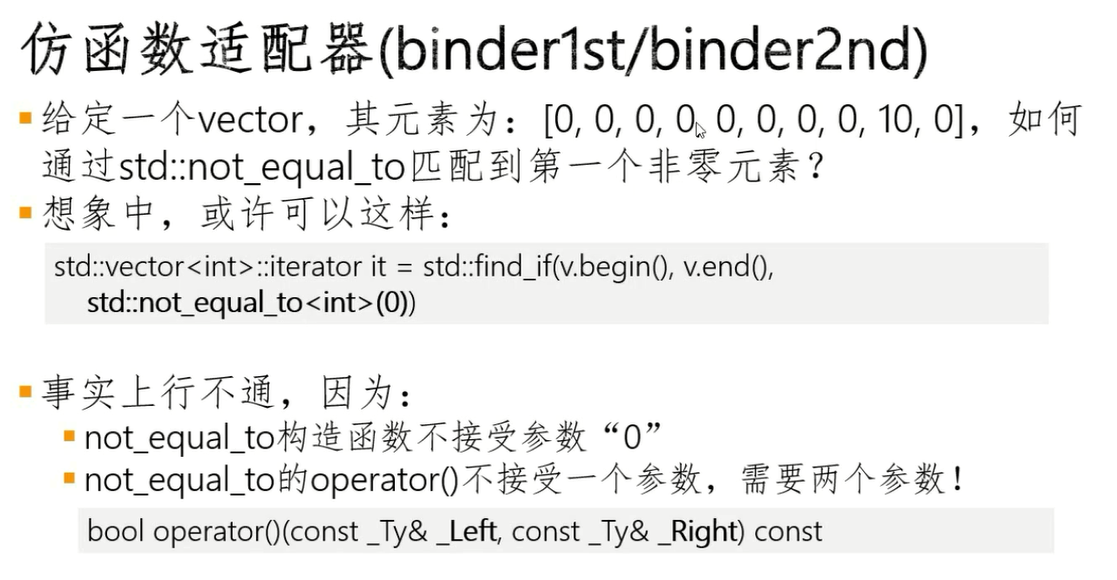 仿函数适配器(binder1st/binder2nd)
给定一个vector，其元素为：[0, 0, 0, 0, 0, 0, 0, 0, 10, 0]，如何
通过std::not_equal_to匹配到第一个非零元素？
想象中，或许可以这样：
std::vector<int>::iterator it = std::find_if(v.begin(), v.end(),
std::not_equal_to<int>(0))
事实上行不通，因为：
not_equal_to构造函数不接受参数“0”
not_equal_to的operator()不接受一个参数，需要两个参数！
bool operator()(const _Ty& _Left, const _Ty& _Right) const